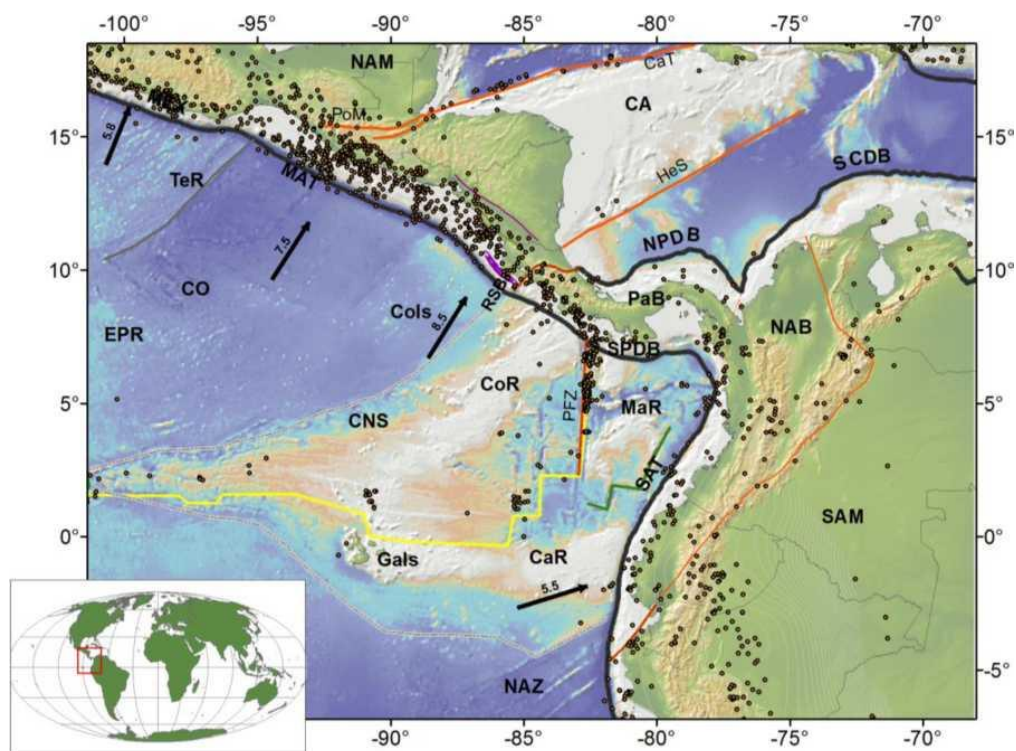 -100° -95° -90° -85° -80° -75° -70°
NAM
CaT
CA
PoM
MEX
5.8
15° 15°
TeR
MAT
HeS
SCDB
7.5
NPDB
10° 10°
CO
RSB
PaB
CoIs
8.5
NAB
EPR
SPDB
CoR
PFZ
MaR
5° 5°
CNS
SAT
SAM
0° 0°
Gals
CaR
5.5
-5°
NAZ
-90° -85° -80° -75° -70°